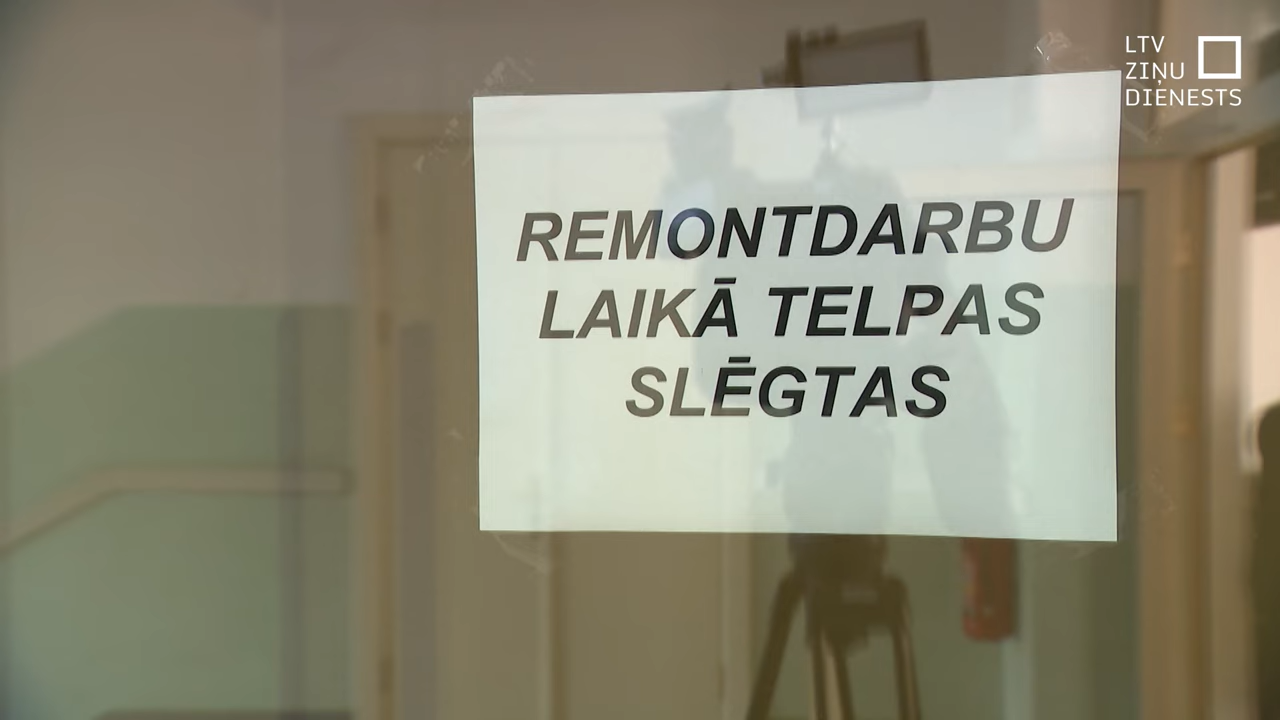 LTV
ZIŅU
DIENESTS
REMONTDARBU
LAIKĀ TELPAS
SLĒGTAS